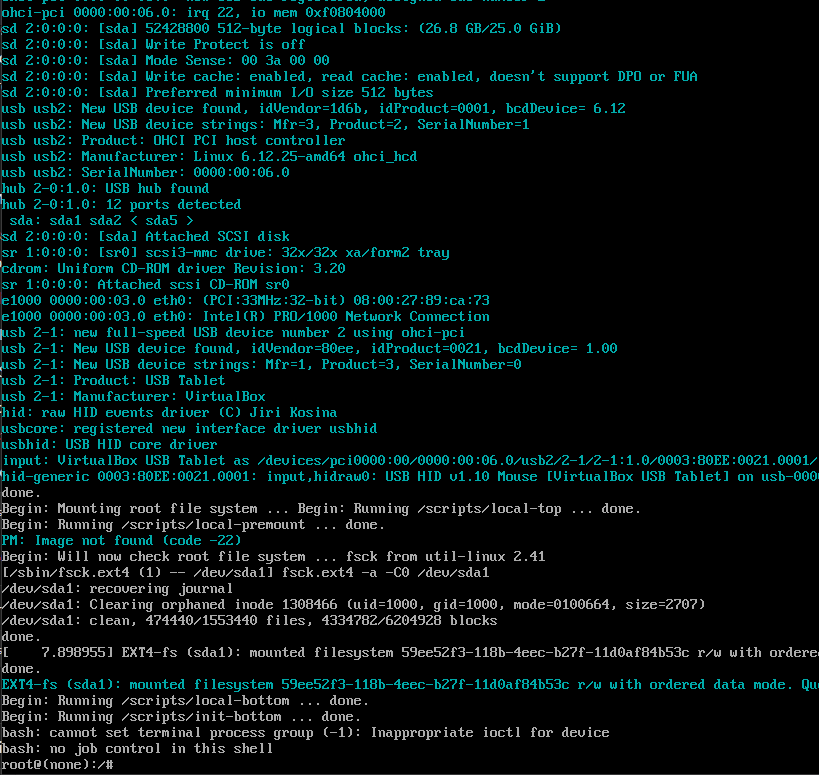 ohci-pci 0000:00:06.0: irq 22, io mem 0xf0804000
sd 2:0:0:0: [sda] 52428800 512-byte logical blocks: (26.8 GB/25.0 GiB)
sd 2:0:0:0: [sda] Write Protect is off
sd 2:0:0:0: [sda] Mode Sense: 00 3a 00 00
sd 2:0:0:0: [sda] Write cache: enabled, read cache: enabled, doesn't support DPO or FUA
sd 2:0:0:0: [sda] Preferred minimum I/O size 512 bytes
usb usb2: New USB device found, idVendor=1d6b, idProduct=0001, bcdDevice= 6.12
usb usb2: New USB device strings: Mfr=3, Product=2, SerialNumber=1
usb usb2: Product: OHCI PCI host controller
usb usb2: Manufacturer: Linux 6.12.25-amd64 ohci_hcd
usb usb2: SerialNumber: 0000:00:06.0
hub 2-0:1.0: USB hub found
hub 2-0:1.0: 12 ports detected
sda: sda1 sda2 < sda5 >
sd 2:0:0:0: [sda] Attached SCSI disk
sr 1:0:0:0: [sr0] scsi3-mmc drive: 32x/32x xa/form2 tray
cdrom: Uniform CD-ROM driver Revision: 3.20
sr 1:0:0:0: Attached scsi CD-ROM sr0
e1000 0000:00:03.0 eth0: (PCI:33MHz:32-bit) 08:00:27:89:ca:73
e1000 0000:00:03.0 eth0: Intel(R) PRO/1000 Network Connection
usb 2-1: new full-speed USB device number 2 using ohci-pci
usb 2-1: New USB device found, idVendor=80ee, idProduct=0021, bcdDevice= 1.00
usb 2-1: New USB device strings: Mfr=1, Product=3, SerialNumber=0
usb 2-1: Product: USB Tablet
usb 2-1: Manufacturer: VirtualBox
hid: raw HID events driver (C) Jiri Kosina
usbcore: registered new interface driver usbhid
usbhid: USB HID core driver
input: VirtualBox USB Tablet as /devices/pci0000:00/0000:00:06.0/usb2/2-1/2-1:1.0/0003:80EE:0021.0001/
hid-generic 0003:80EE:0021.0001: input,hidraw0: USB HID v1.10 Mouse [VirtualBox USB Tablet] on usb-000
done.
Begin: Mounting root file system ... Begin: Running /scripts/local-top ... done.
Begin: Running /scripts/local-premount ... done.
PM: Image not found (code -22)
Begin: Will now check root file system ... fsck from util-linux 2.41
[/sbin/fsck.ext4 (1) -- /dev/sda1] fsck.ext4 -a -C0 /dev/sda1
/dev/sda1: recovering journal
/dev/sda1: Clearing orphaned inode 1308466 (uid=1000, gid=1000, mode=0100664, size=2707)
/dev/sda1: clean, 474440/1553440 files, 4334782/6204928 blocks
done.
[    7.898955] EXT4-fs (sda1): mounted filesystem 59ee52f3-118b-4eec-b27f-11d0af84b53c r/w with ordere
done.
EXT4-fs (sda1): mounted filesystem 59ee52f3-118b-4eec-b27f-11d0af84b53c r/w with ordered data mode. Qu
Begin: Running /scripts/local-bottom ... done.
Begin: Running /scripts/init-bottom ... done.
bash: cannot set terminal process group (-1): Inappropriate ioctl for device
bash: no job control in this shell
root@(none):/#